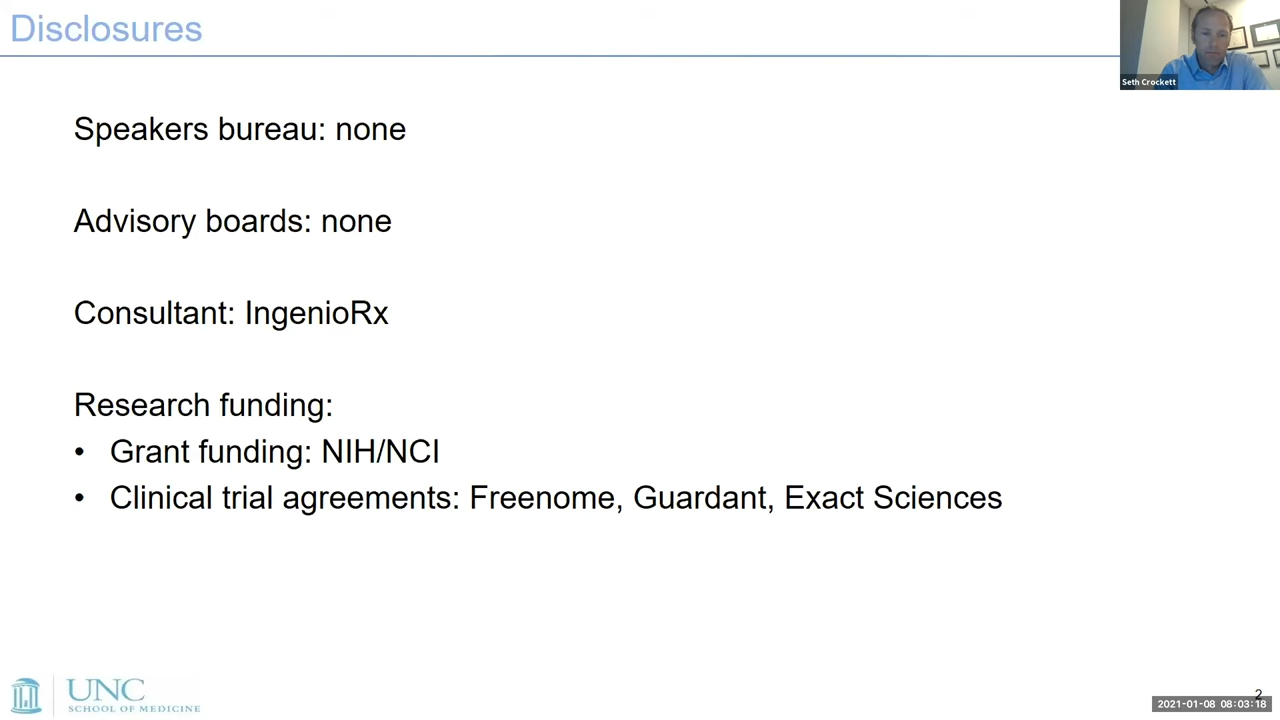 Disclosures
Seth Crockett
Speakers bureau: none
Advisory boards: none
Consultant: IngenioRx
Research funding:
• Grant funding: NIH/NCI
• Clinical trial agreements: Freenome, Guardant, Exact Sciences
UNC
SCHOOL OF MEDICINE
2
2021-01-08 08:03:18